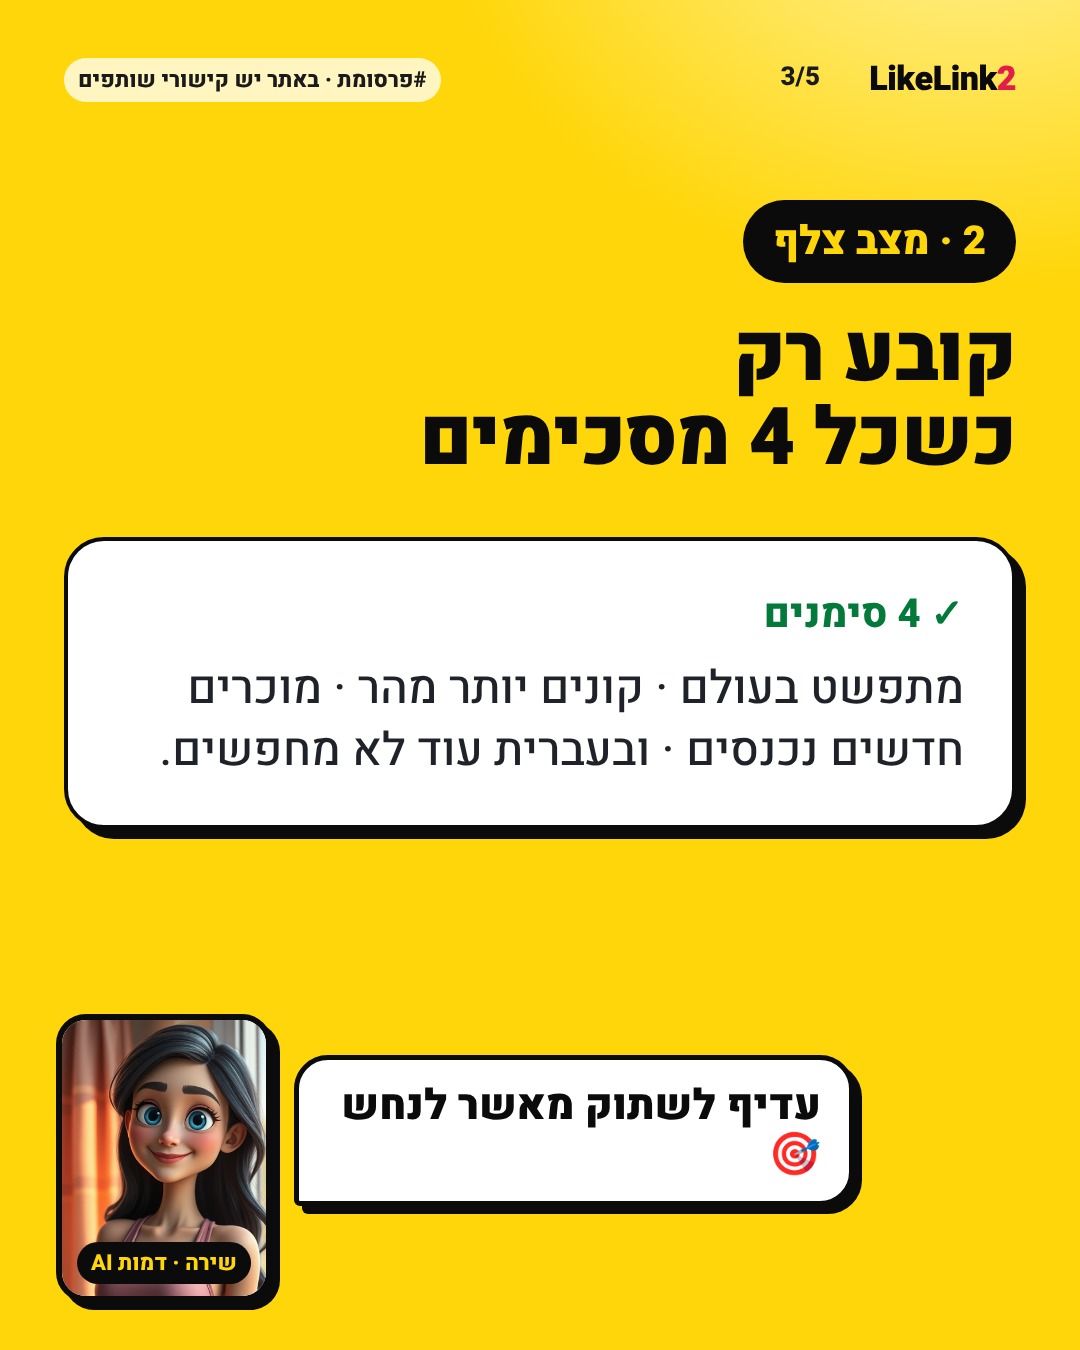 LikeLink2
3/5
#פרסומת · באתר יש קישורי שותפים
2 · מצב צלף
קובע רק
כשכל 4 מסכימים
✓ 4 סימנים
מתפשט בעולם · קונים יותר מהר · מוכרים
חדשים נכנסים · ובעברית עוד לא מחפשים.
עדיף לשתוק מאשר לנחש
🎯
שירה · דמות AI